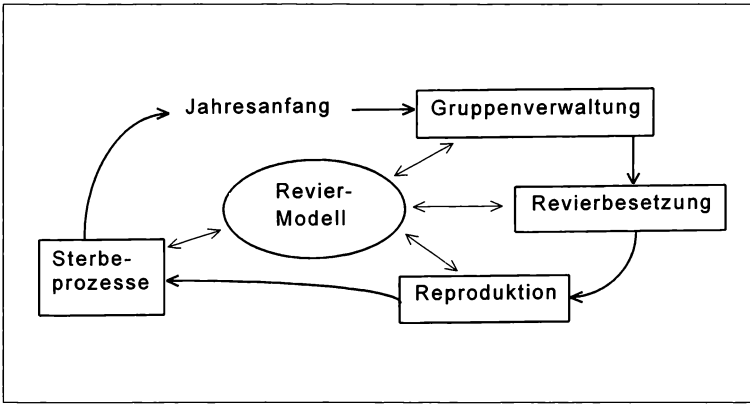 Jahresanfang
Gruppenverwaltung
Revier-
Modell
Revierbesetzung
Sterbe-
prozesse
Reproduktion